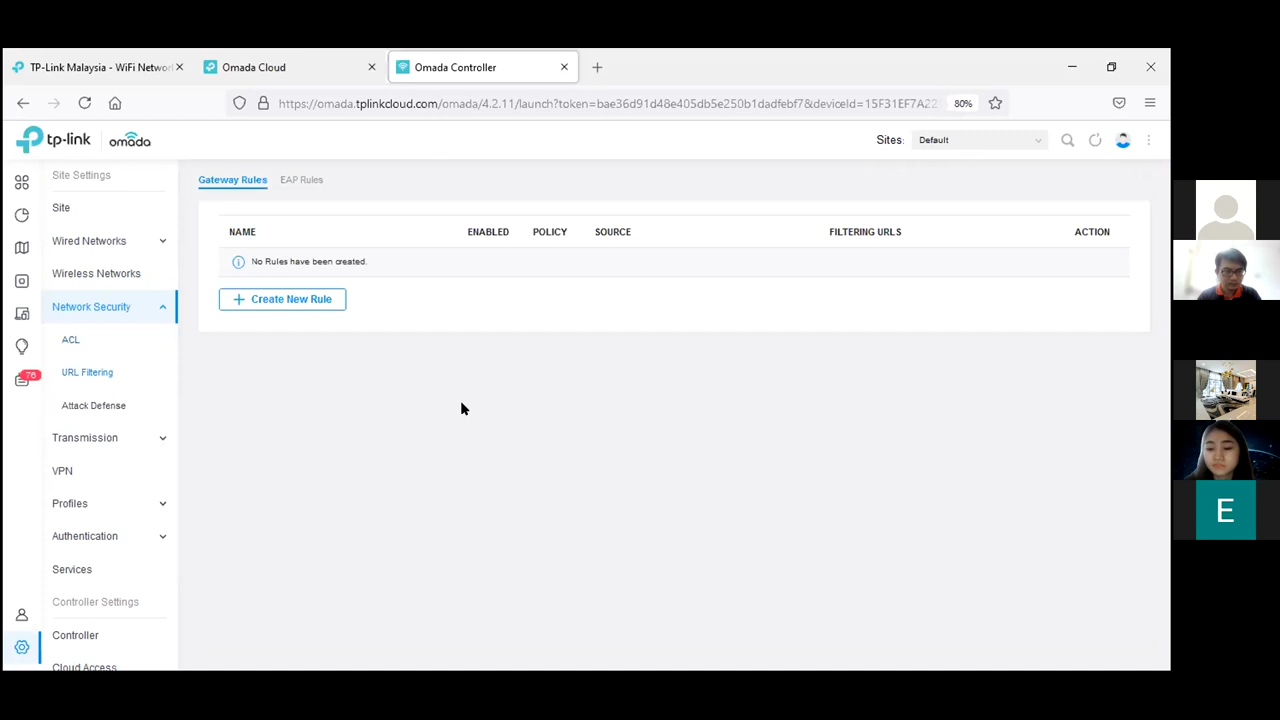 TP-Link Malaysia - WiFi Networ
Omada Cloud
Omada Controller
https://omada.tplinkcloud.com/omada/4.2.11/launch?token=bae36d91d48e405db5e250b1dadfebf7&deviceId=15F31EF7A22
80%
tp-link
omada
Sites:
Default
Site Settings
Site
Wired Networks
Wireless Networks
Network Security
ACL
URL Filtering
Attack Defense
Transmission
VPN
Profiles
Authentication
Services
Controller Settings
Controller
Cloud Access
76
Gateway Rules
EAP Rules
NAME ENABLED POLICY SOURCE FILTERING URLS ACTION
No Rules have been created.
Create New Rule
E